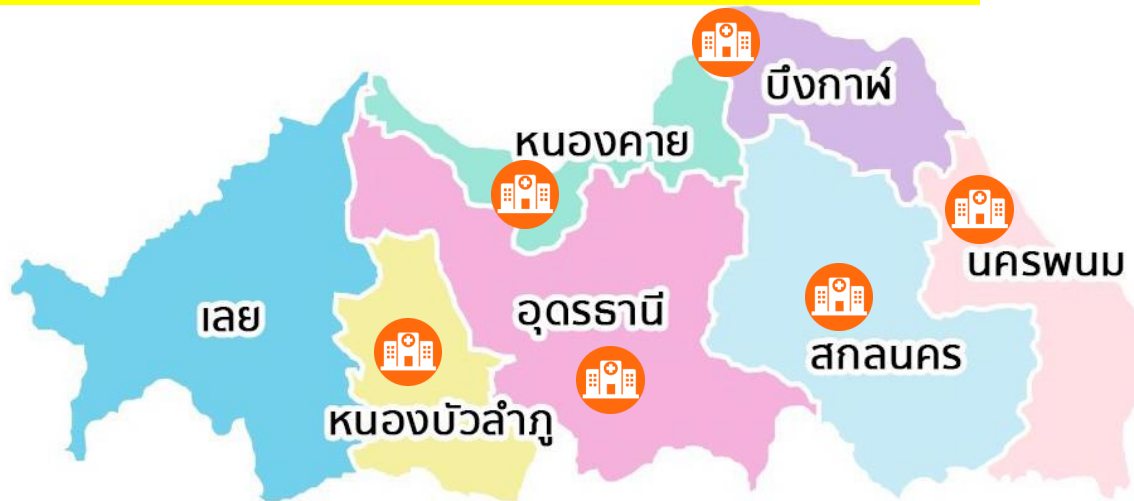 บึงกาฬ
หนองคาย
นครพนม
เลย
อุดรธานี
สกลนคร
หนองบัวลำภู